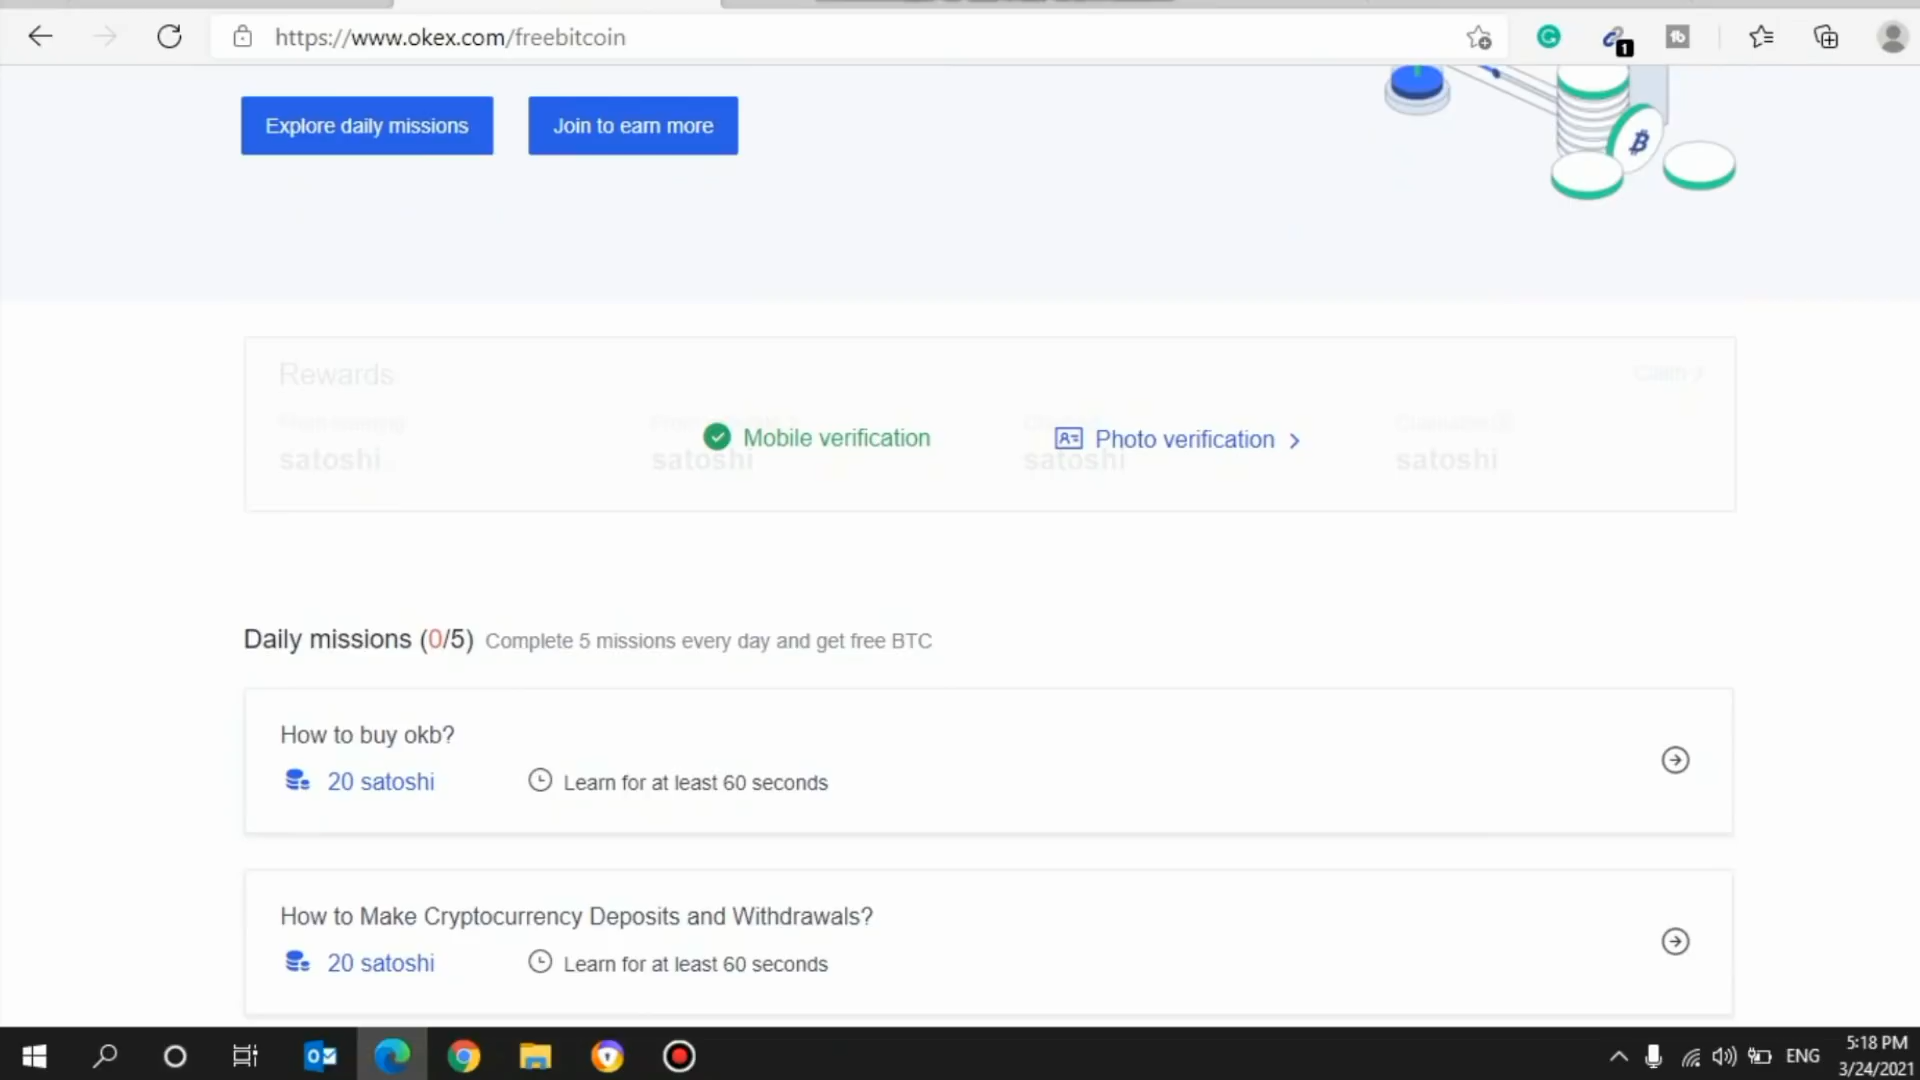 https://www.okex.com/freebitcoin
1
Explore daily missions
Join to earn more
Rewards
Claim
Mobile verification
Photo verification
satoshi
satoshi
satoshi
satoshi
Daily missions (0/5) Complete 5 missions every day and get free BTC
How to buy okb?
20 satoshi
Learn for at least 60 seconds
How to Make Cryptocurrency Deposits and Withdrawals?
20 satoshi
Learn for at least 60 seconds
ENG
5:18 PM
3/24/2021